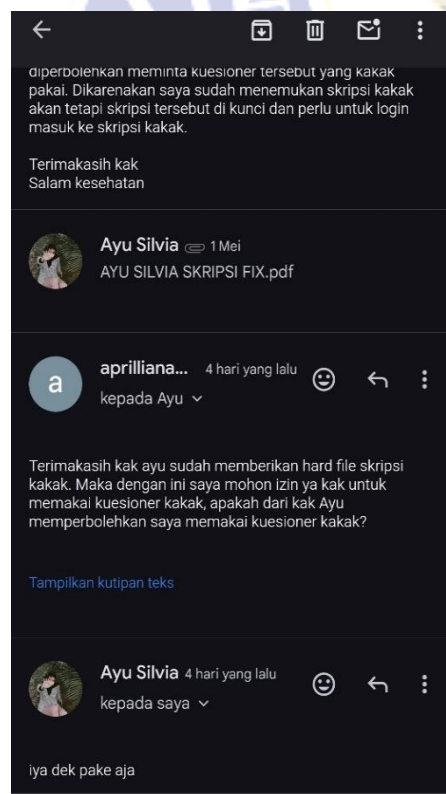 diperbolehkan meminta kuesioner tersebut yang kakak
pakai. Dikarenakan saya sudah menemukan skripsi kakak
akan tetapi skripsi tersebut di kunci dan perlu untuk login
masuk ke skripsi kakak.
Terimakasih kak
Salam kesehatan
Ayu Silvia 1 Mei
AYU SILVIA SKRIPSI FIX.pdf
a
aprilliana... 4 hari yang lalu
kepada Ayu
Terimakasih kak ayu sudah memberikan hard file skripsi
kakak. Maka dengan ini saya mohon izin ya kak untuk
memakai kuesioner kakak, apakah dari kak Ayu
memperbolehkan saya memakai kuesioner kakak?
Tampilkan kutipan teks
Ayu Silvia 4 hari yang lalu
kepada saya
iya dek pake aja